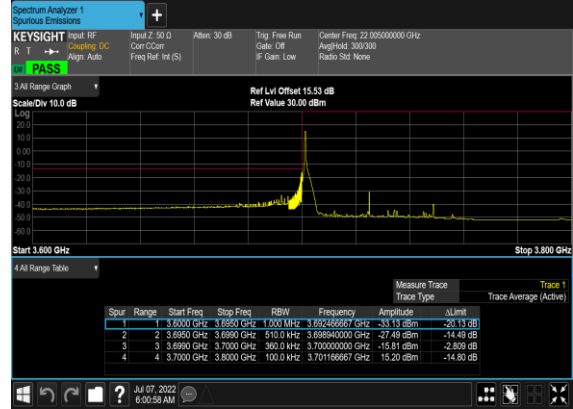 Spectrum Analyzer 1
Spurious Emissions
KEYSIGHT Input: RF Input Z: 50 Ω Atten: 30 dB Trig: Free Run Center Freq: 22.005000000 GHz
R T Coupling: DC Corr CCorr Gate: Off Avg|Hold: 300/300
Align: Auto Freq Ref: Int (S) IF Gain: Low Radio Std: None
PASS
3 All Range Graph
Ref Lvl Offset 15.53 dB
Scale/Div 10.0 dB Ref Value 30.00 dBm
Log
20.0
10.0
0.00
-10.0
-20.0
-30.0
-40.0
-50.0
-60.0
Start 3.600 GHz Stop 3.800 GHz
4 All Range Table
Measure Trace Trace 1
Trace Type Trace Average (Active)
Spur Range Start Freq Stop Freq RBW Frequency Amplitude ΔLimit
1 1 3.6000 GHz 3.6950 GHz 1.000 MHz 3.692466667 GHz -33.13 dBm -20.13 dB
2 2 3.6950 GHz 3.6990 GHz 510.0 kHz 3.698940000 GHz -27.49 dBm -14.49 dB
3 3 3.6990 GHz 3.7000 GHz 360.0 kHz 3.700000000 GHz -15.81 dBm -2.809 dB
4 4 3.7000 GHz 3.8000 GHz 100.0 kHz 3.701166667 GHz 15.20 dBm -14.80 dB
? Jul 07, 2022
6:00:58 AM